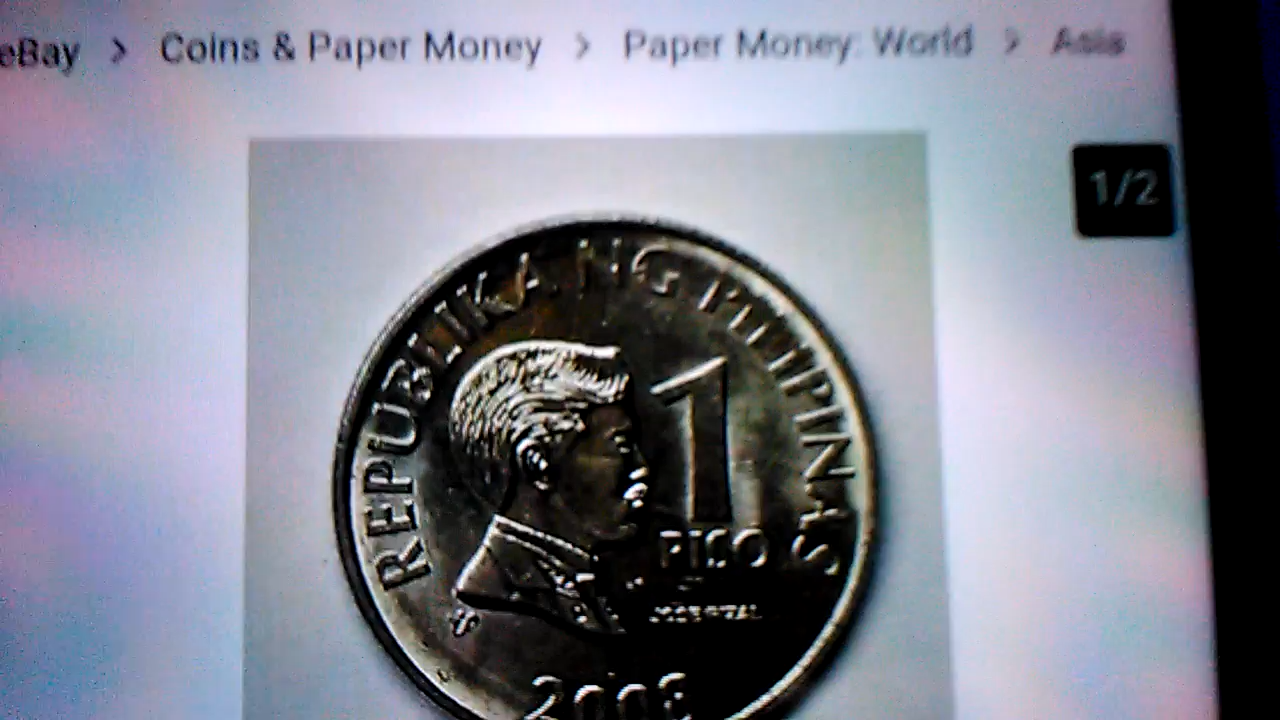 eBay > Coins & Paper Money > Paper Money: World > Asia
1/2
REPUBLIKA NG PILIPINAS
1
PISO